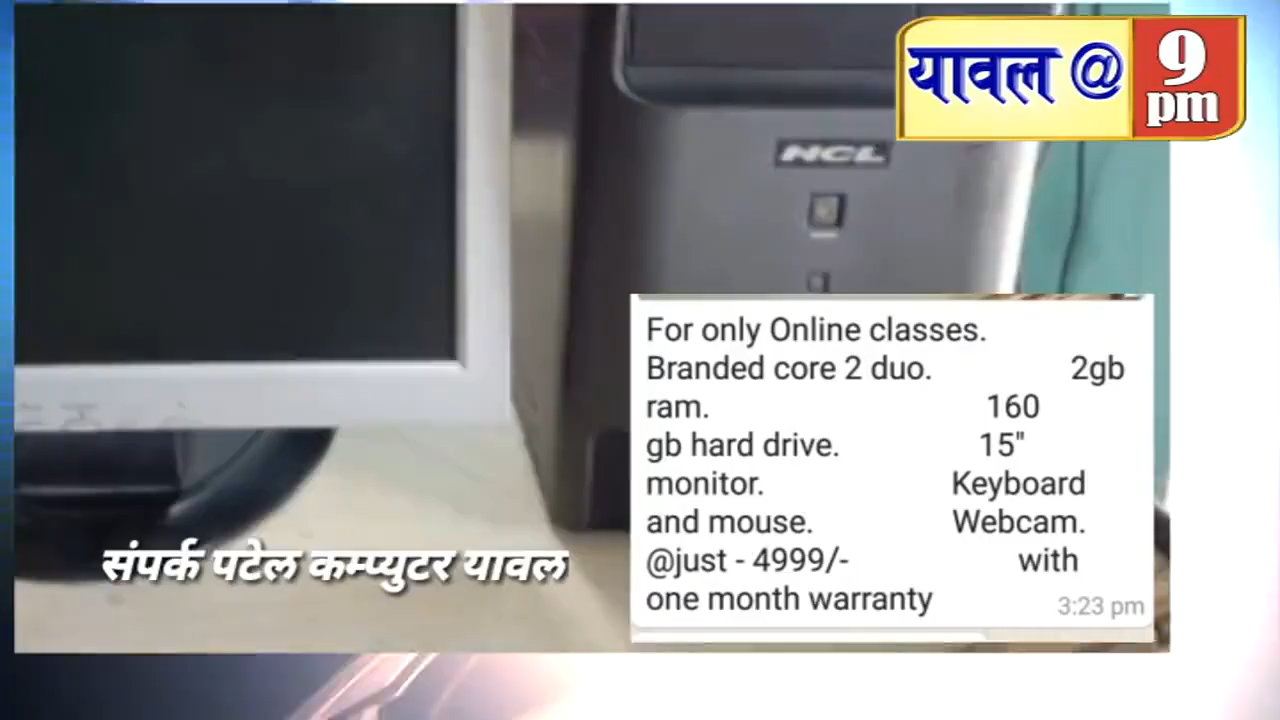 यावल @ 9
pm
HCL
For only Online classes.
Branded core 2 duo. 2gb
ram. 160
gb hard drive. 15"
monitor. Keyboard
and mouse. Webcam.
@just - 4999/- with
one month warranty
3:23 pm
संपर्क पटेल कम्प्युटर यावल